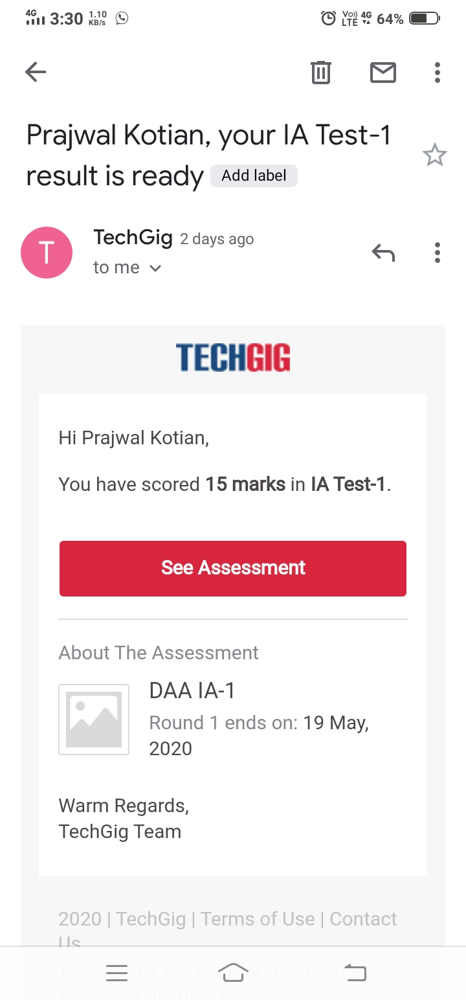 4G 3:30 1.10 KB/s Vo)) LTE 4G 64%
Prajwal Kotian, your IA Test-1
result is ready Add label
T TechGig 2 days ago
to me
TECHGIG
Hi Prajwal Kotian,
You have scored 15 marks in IA Test-1.
See Assessment
About The Assessment
DAA IA-1
Round 1 ends on: 19 May,
2020
Warm Regards,
TechGig Team
2020 | TechGig | Terms of Use | Contact
Us
Times Center, FC - 6, Sector 16 A, Film City,
Noida - 201301, Uttar Pradesh, India